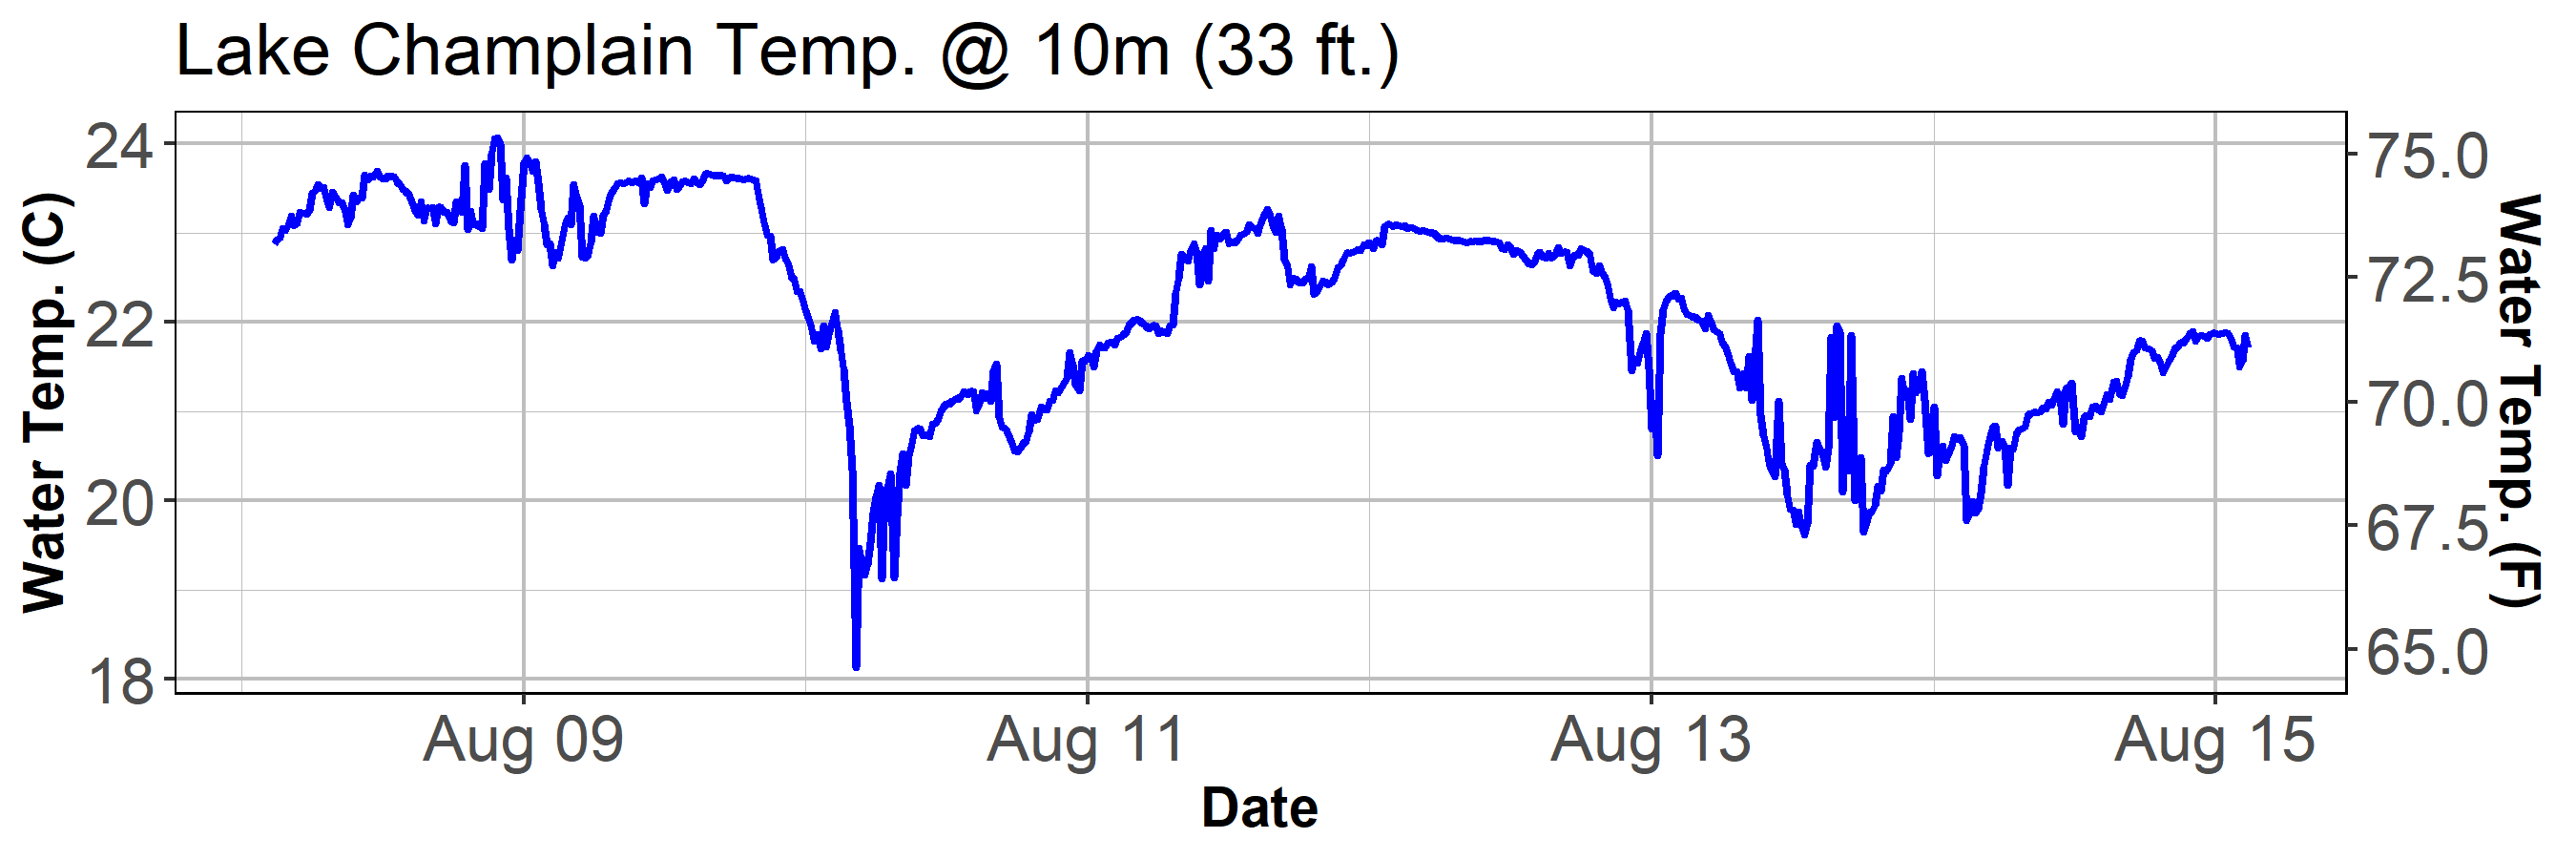 Lake Champlain Temp. @ 10m (33 ft.)
Water Temp. (C)
24
22
20
18
75.0
72.5
70.0
67.5
65.0
Water Temp. (F)
Aug 09 Aug 11 Aug 13 Aug 15
Date